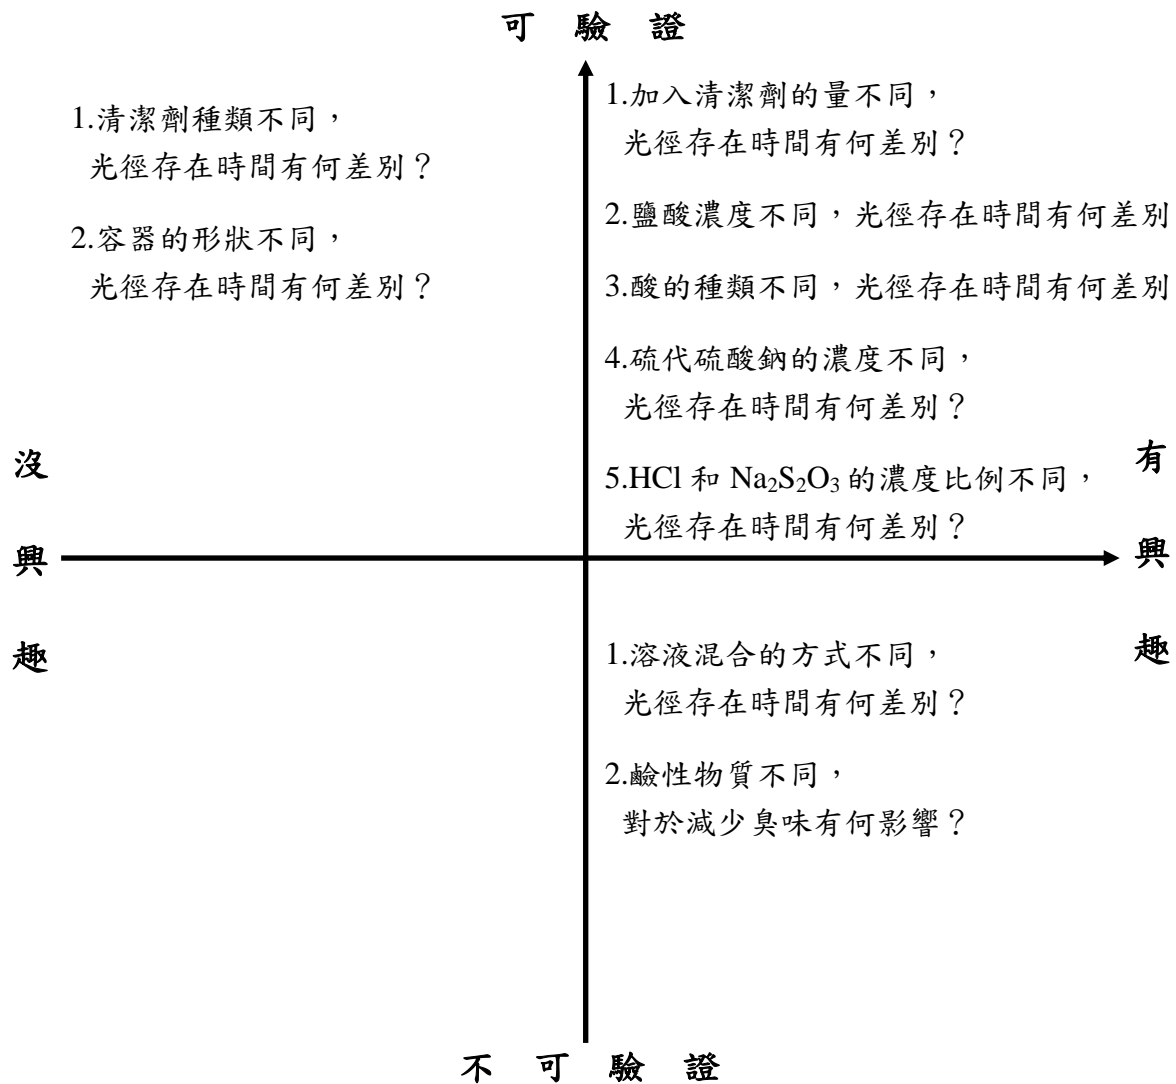 可驗證
1.清潔劑種類不同，
光徑存在時間有何差別？
2.容器的形狀不同，
光徑存在時間有何差別？
1.加入清潔劑的量不同，
光徑存在時間有何差別？
2.鹽酸濃度不同，光徑存在時間有何差別
3.酸的種類不同，光徑存在時間有何差別
4.硫代硫酸鈉的濃度不同，
光徑存在時間有何差別？
5.HCl 和 Na₂S₂O₃ 的濃度比例不同，
光徑存在時間有何差別？
沒興趣
有興趣
1.溶液混合的方式不同，
光徑存在時間有何差別？
2.鹼性物質不同，
對於減少臭味有何影響？
不可驗證